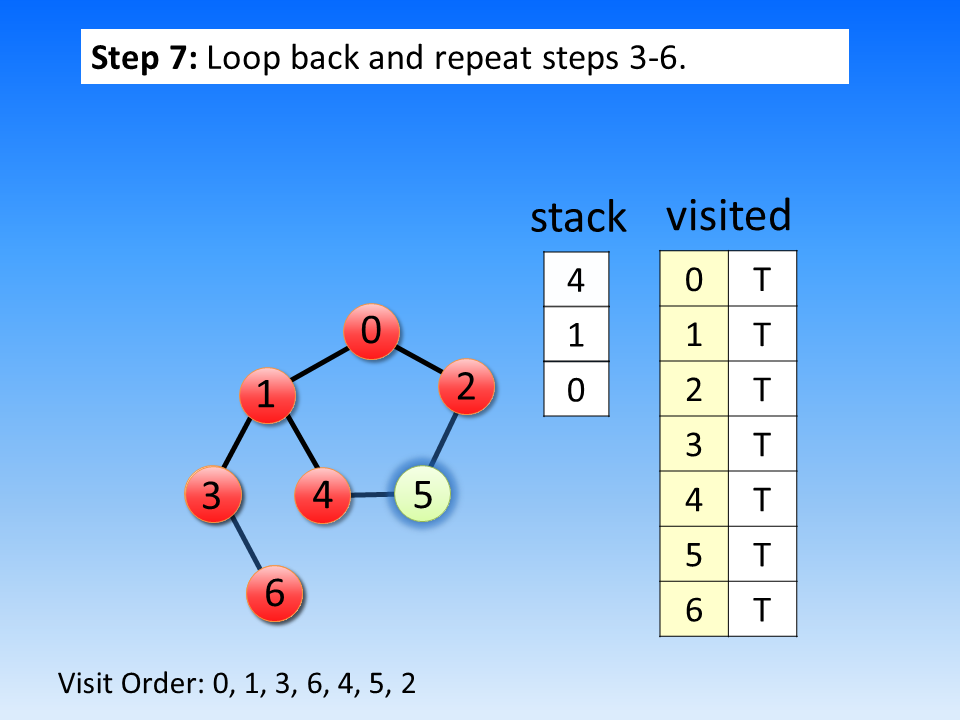 Step 7: Loop back and repeat steps 3-6.
stack visited
4
1
0
0 T
1 T
2 T
3 T
4 T
5 T
6 T
0
1
2
3
4
5
6
Visit Order: 0, 1, 3, 6, 4, 5, 2